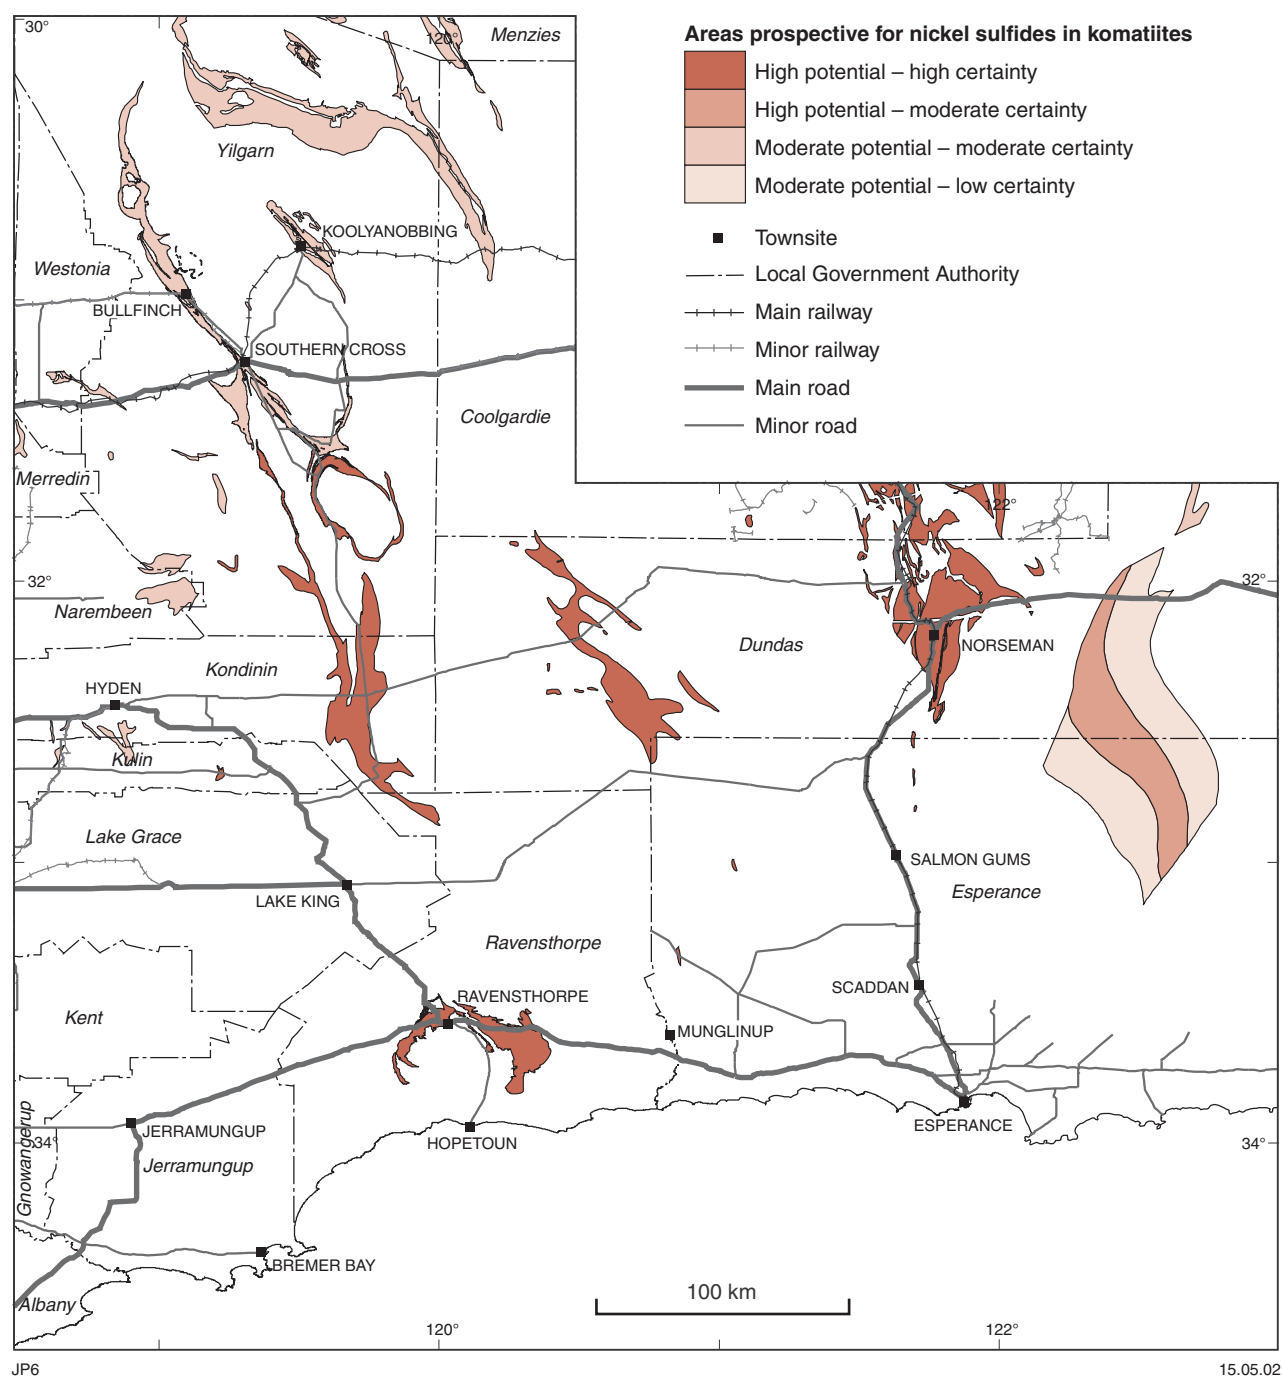 30°
120°
Menzies
Areas prospective for nickel sulfides in komatiites
High potential – high certainty
High potential – moderate certainty
Moderate potential – moderate certainty
Moderate potential – low certainty
Townsite
Local Government Authority
Main railway
Minor railway
Main road
Minor road
Yilgarn
KOOLYANOBBING
Westonia
BULLFINCH
SOUTHERN CROSS
Coolgardie
Merredin
122°
32°
32°
Narembeen
Dundas
NORSEMAN
Kondinin
HYDEN
Kulin
Lake Grace
SALMON GUMS
Esperance
LAKE KING
Ravensthorpe
SCADDAN
RAVENSTHORPE
Kent
MUNGLINUP
ESPERANCE
JERRAMUNGUP
34°
HOPETOUN
34°
Gnowangerup
Jerramungup
BREMER BAY
Albany
100 km
120°
122°
JP6
15.05.02